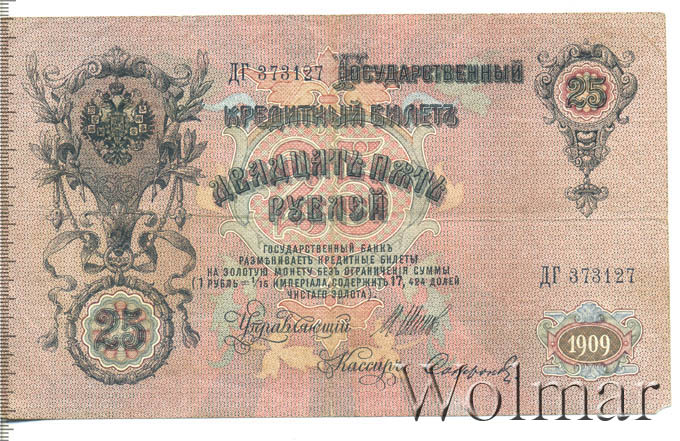 ДГ 373127 ГОСУДАРСТВЕННЫЙ
КРЕДИТНЫЙ БИЛЕТЪ
25
ДВАДЦАТЬ ПЯТЬ
25
РУБЛЕЙ
ГОСУДАРСТВЕННЫЙ БАНКЪ
РАЗМѢНИВАЕТЪ КРЕДИТНЫЕ БИЛЕТЫ
НА ЗОЛОТУЮ МОНЕТУ БЕЗЪ ОГРАНИЧЕНІЯ СУММЫ
(1 РУБЛЬ = 1/15 ИМПЕРІАЛА, СОДЕРЖИТЪ 17,424 ДОЛЕЙ
ЧИСТАГО ЗОЛОТА).
ДГ 373127
25
Управляющій
1909
Кассиръ
Wolmar